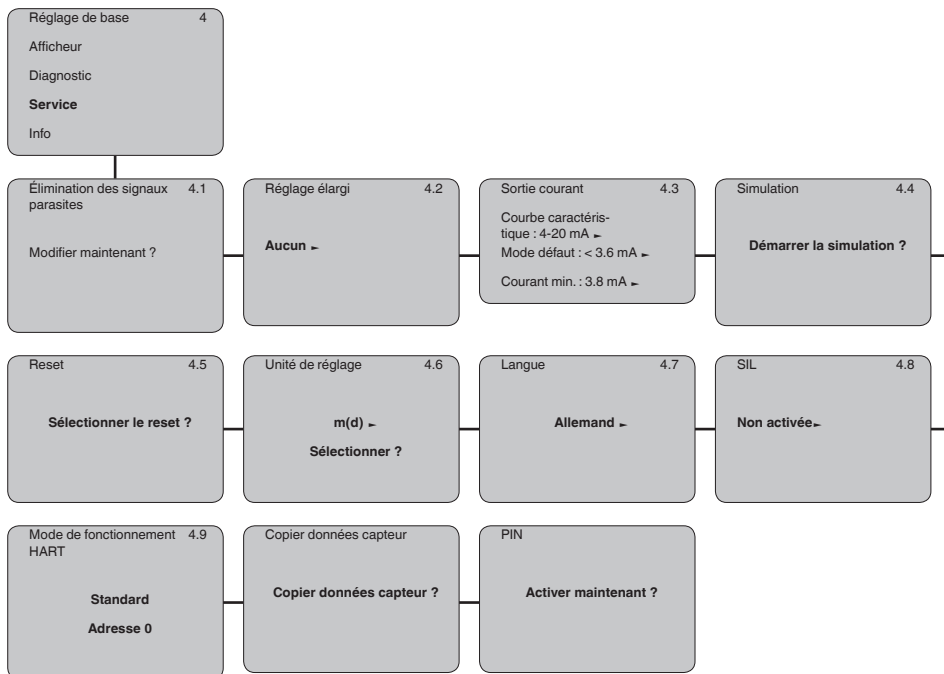 Réglage de base 4
Afficheur
Diagnostic
Service
Info
Élimination des signaux 4.1
parasites
Modifier maintenant ?
Réglage élargi 4.2
Aucun ►
Sortie courant 4.3
Courbe caractéris-
tique : 4-20 mA ►
Mode défaut : < 3.6 mA ►
Courant min. : 3.8 mA ►
Simulation 4.4
Démarrer la simulation ?
Reset 4.5
Sélectionner le reset ?
Unité de réglage 4.6
m(d) ►
Sélectionner ?
Langue 4.7
Allemand ►
SIL 4.8
Non activée►
Mode de fonctionnement 4.9
HART
Standard
Adresse 0
Copier données capteur
Copier données capteur ?
PIN
Activer maintenant ?